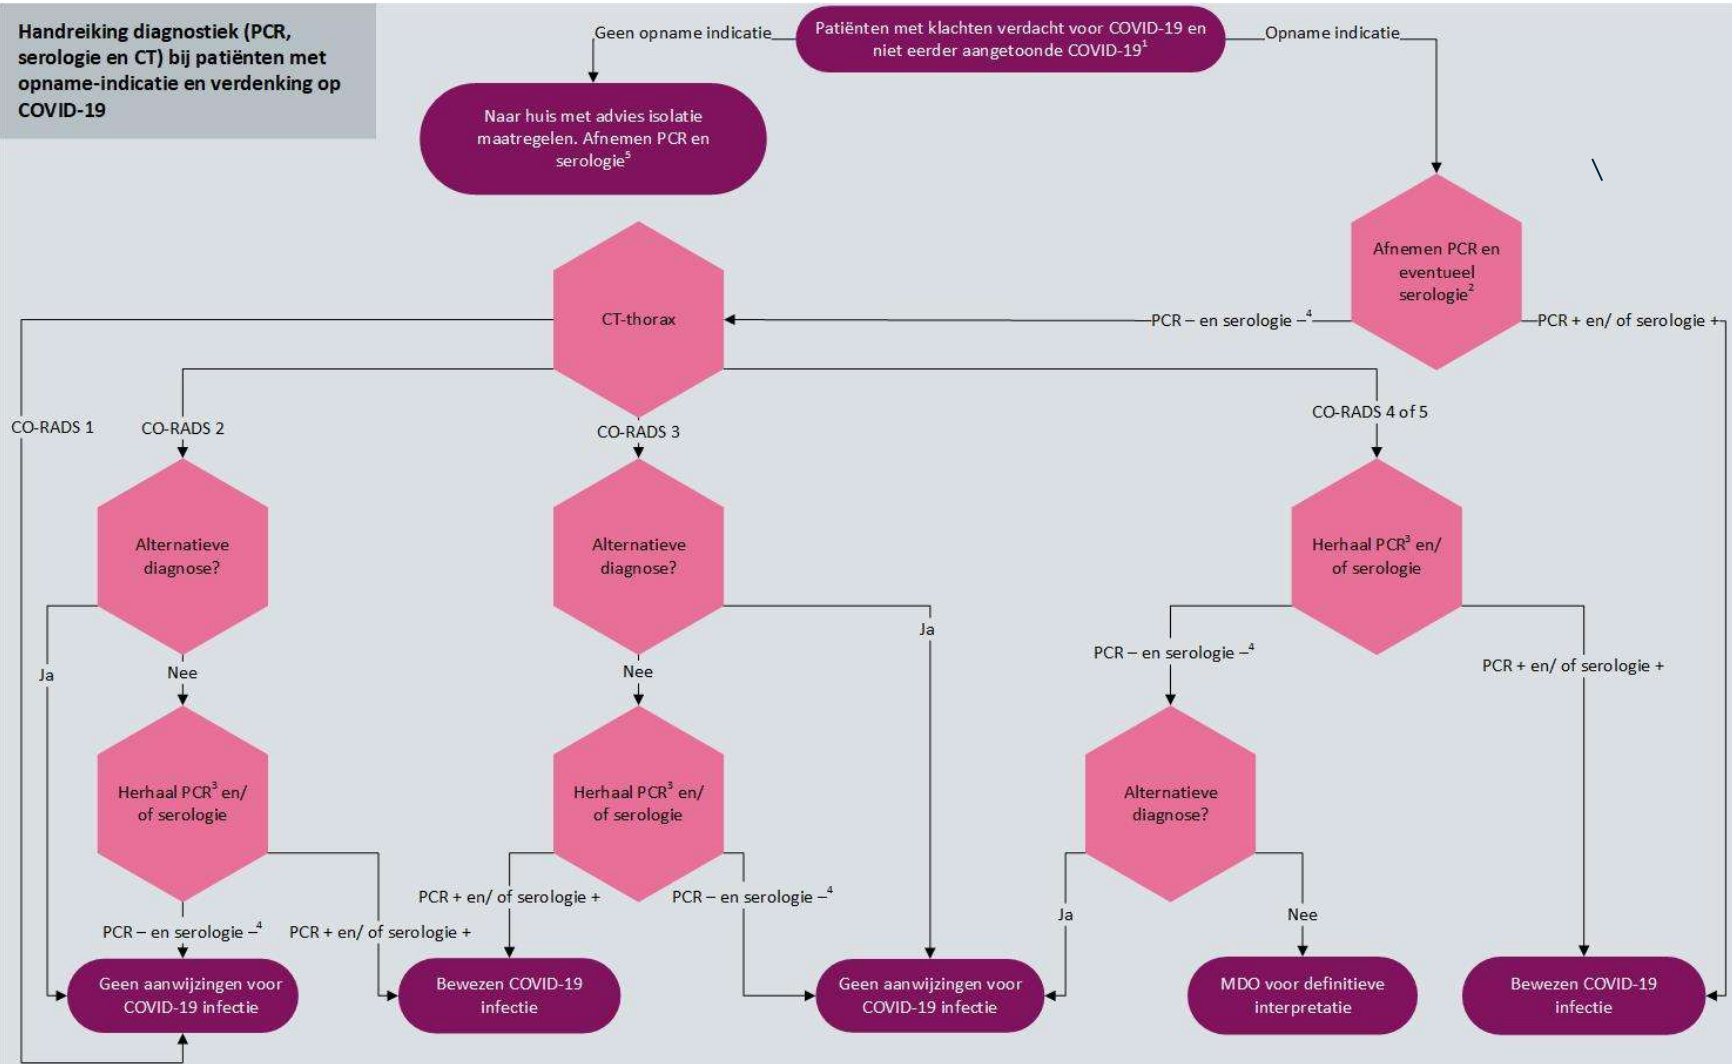 Handreiking diagnostiek (PCR,
serologie en CT) bij patiënten met
opname-indicatie en verdenking op
COVID-19
Geen opname indicatie
Patiënten met klachten verdacht voor COVID-19 en
niet eerder aangetoonde COVID-19¹
Opname indicatie
Naar huis met advies isolatie
maatregelen. Afnemen PCR en
serologie⁵
\
Afnemen PCR en
eventueel
serologie²
CT-thorax
PCR – en serologie –⁴
PCR + en/ of serologie +
CO-RADS 1
CO-RADS 2
CO-RADS 3
CO-RADS 4 of 5
Alternatieve
diagnose?
Alternatieve
diagnose?
Herhaal PCR³ en/
of serologie
Ja
Nee
Nee
Ja
PCR – en serologie –⁴
PCR + en/ of serologie +
Herhaal PCR³ en/
of serologie
Herhaal PCR³ en/
of serologie
Alternatieve
diagnose?
PCR – en serologie –⁴
PCR + en/ of serologie +
PCR + en/ of serologie +
PCR – en serologie –⁴
Ja
Nee
Geen aanwijzingen voor
COVID-19 infectie
Bewezen COVID-19
infectie
Geen aanwijzingen voor
COVID-19 infectie
MDO voor definitieve
interpretatie
Bewezen COVID-19
infectie